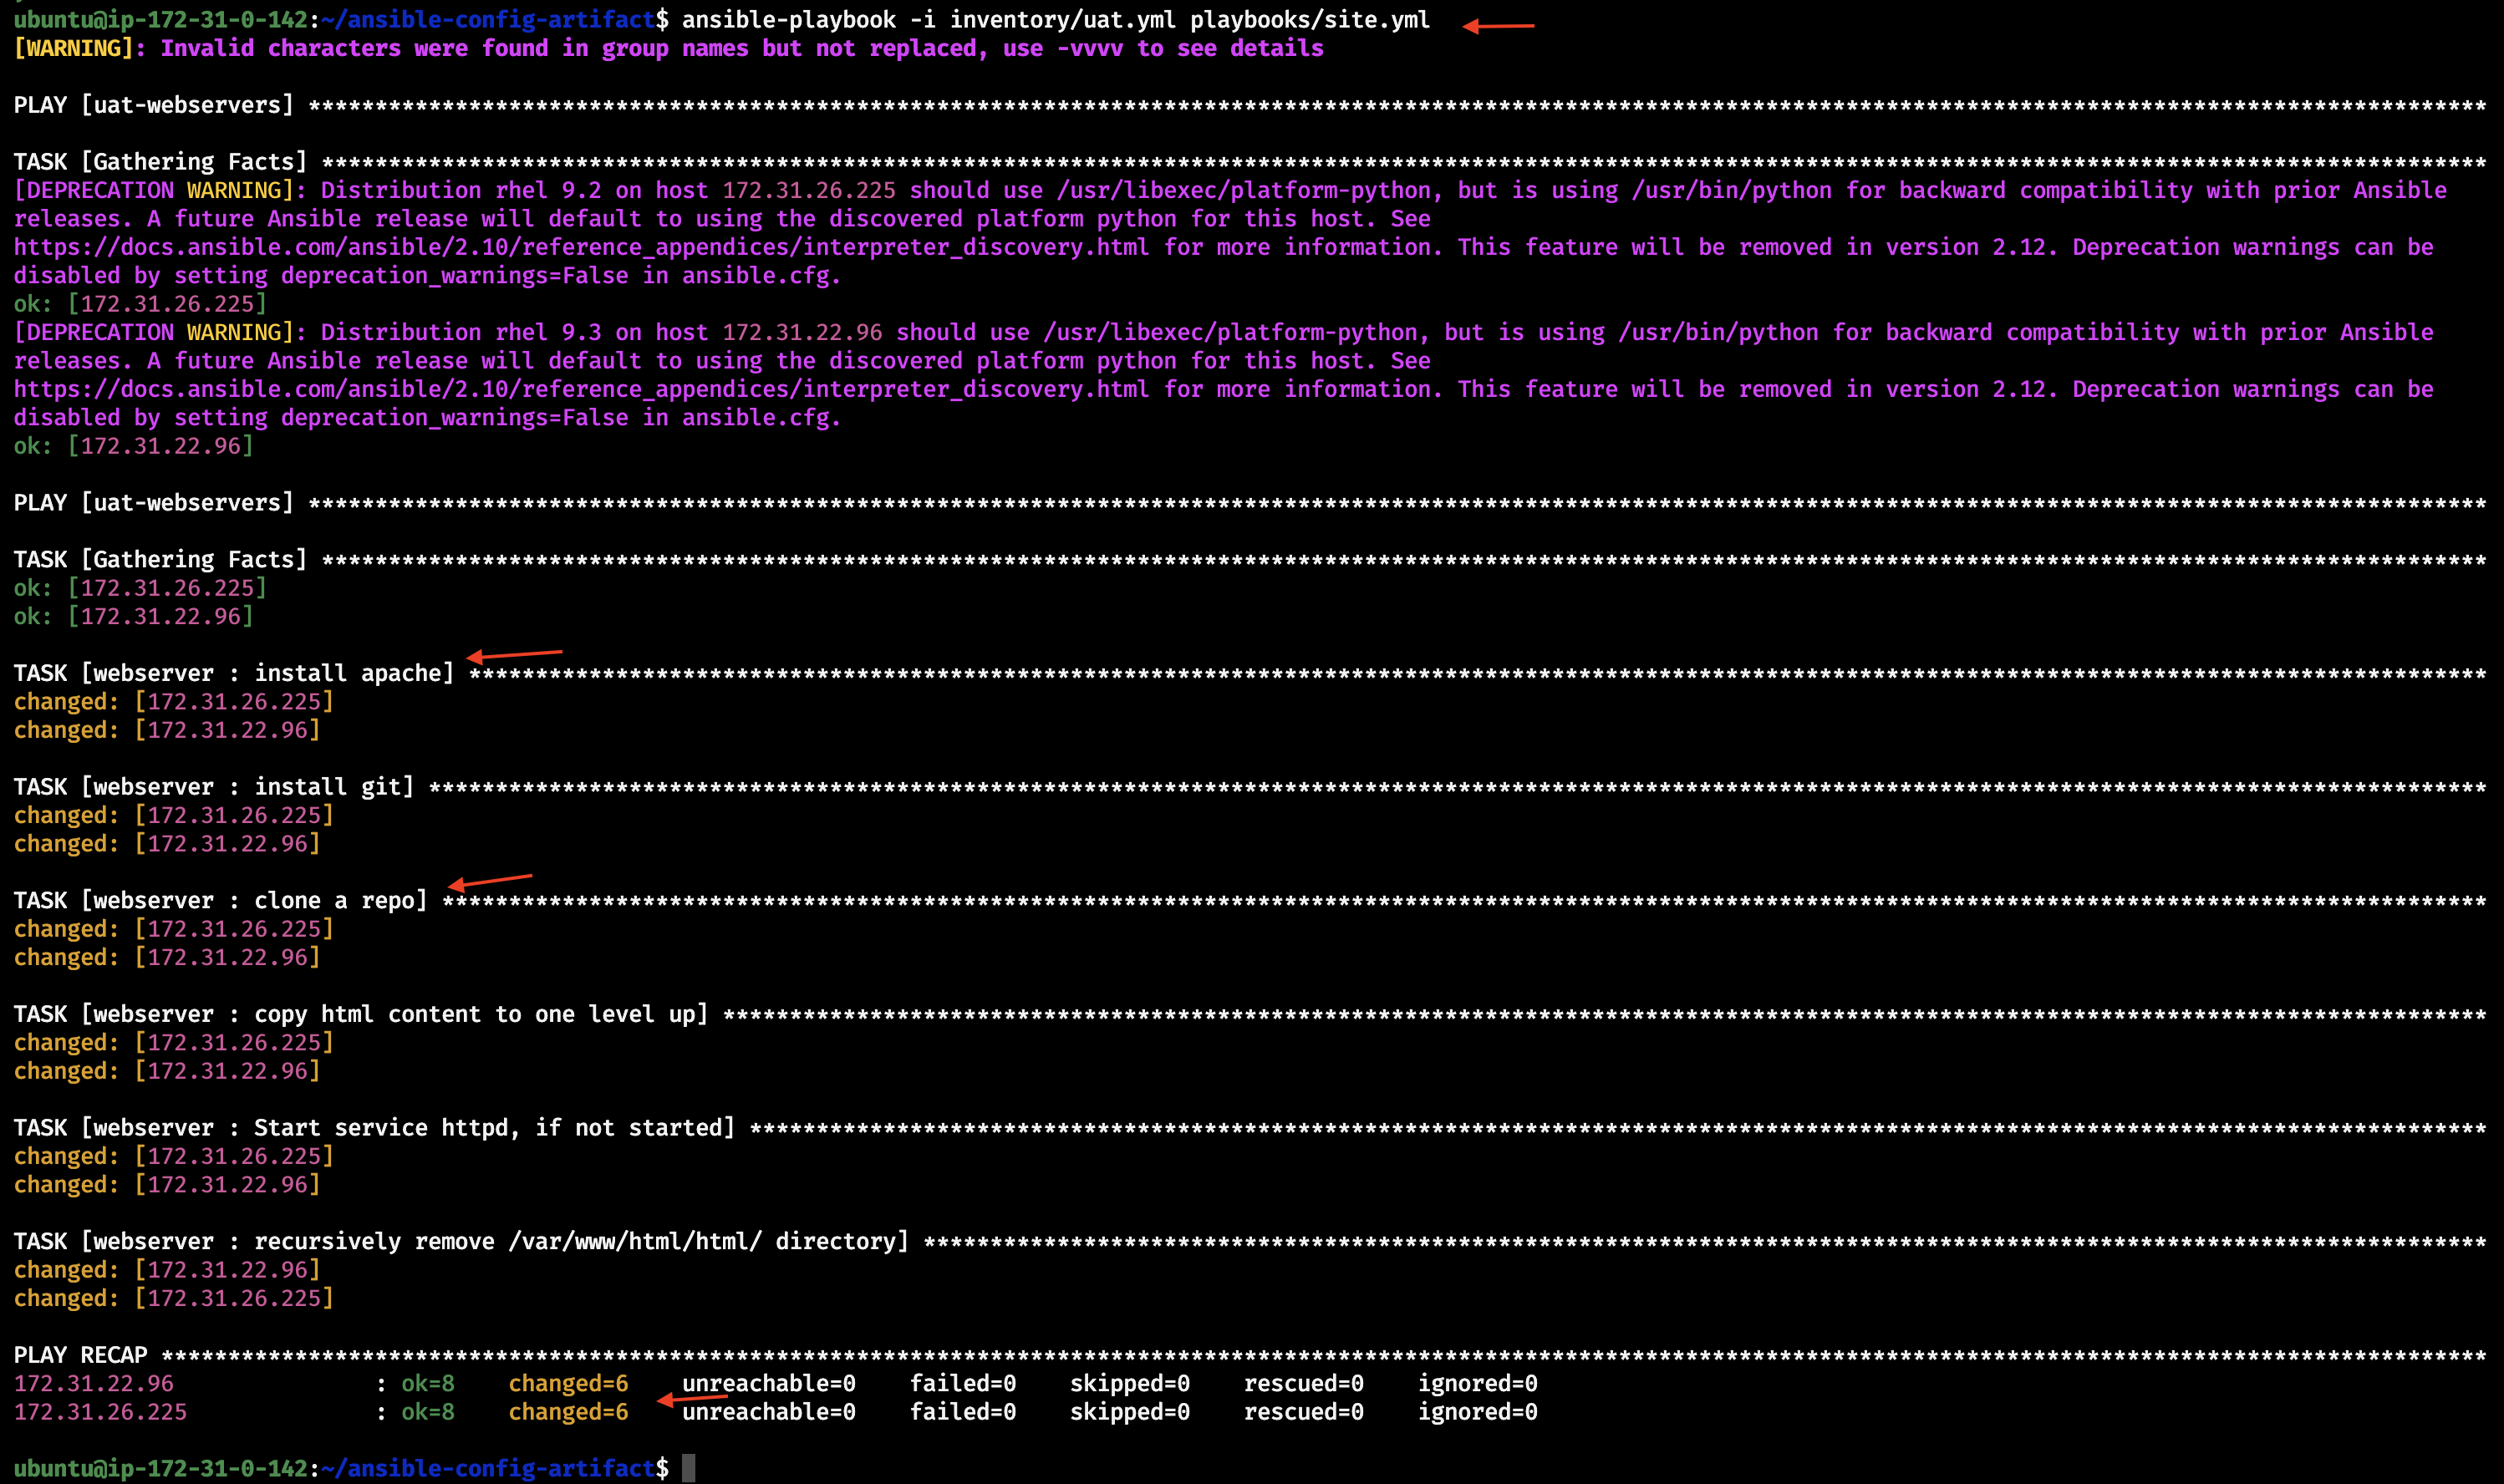 ubuntu@ip-172-31-0-142:~/ansible-config-artifact$ ansible-playbook -i inventory/uat.yml playbooks/site.yml
[WARNING]: Invalid characters were found in group names but not replaced, use -vvvv to see details
PLAY [uat-webservers] *******************************************************************************************************************************************************************
TASK [Gathering Facts] ******************************************************************************************************************************************************************
[DEPRECATION WARNING]: Distribution rhel 9.2 on host 172.31.26.225 should use /usr/libexec/platform-python, but is using /usr/bin/python for backward compatibility with prior Ansible
releases. A future Ansible release will default to using the discovered platform python for this host. See
https://docs.ansible.com/ansible/2.10/reference_appendices/interpreter_discovery.html for more information. This feature will be removed in version 2.12. Deprecation warnings can be
disabled by setting deprecation_warnings=False in ansible.cfg.
ok: [172.31.26.225]
[DEPRECATION WARNING]: Distribution rhel 9.3 on host 172.31.22.96 should use /usr/libexec/platform-python, but is using /usr/bin/python for backward compatibility with prior Ansible
releases. A future Ansible release will default to using the discovered platform python for this host. See
https://docs.ansible.com/ansible/2.10/reference_appendices/interpreter_discovery.html for more information. This feature will be removed in version 2.12. Deprecation warnings can be
disabled by setting deprecation_warnings=False in ansible.cfg.
ok: [172.31.22.96]
PLAY [uat-webservers] *******************************************************************************************************************************************************************
TASK [Gathering Facts] ******************************************************************************************************************************************************************
ok: [172.31.26.225]
ok: [172.31.22.96]
TASK [webserver : install apache] *******************************************************************************************************************************************************
changed: [172.31.26.225]
changed: [172.31.22.96]
TASK [webserver : install git] **********************************************************************************************************************************************************
changed: [172.31.26.225]
changed: [172.31.22.96]
TASK [webserver : clone a repo] *********************************************************************************************************************************************************
changed: [172.31.26.225]
changed: [172.31.22.96]
TASK [webserver : copy html content to one level up] ************************************************************************************************************************************
changed: [172.31.26.225]
changed: [172.31.22.96]
TASK [webserver : Start service httpd, if not started] **********************************************************************************************************************************
changed: [172.31.26.225]
changed: [172.31.22.96]
TASK [webserver : recursively remove /var/www/html/html/ directory] *********************************************************************************************************************
changed: [172.31.22.96]
changed: [172.31.26.225]
PLAY RECAP ******************************************************************************************************************************************************************************
172.31.22.96               : ok=8    changed=6    unreachable=0    failed=0    skipped=0    rescued=0    ignored=0
172.31.26.225              : ok=8    changed=6    unreachable=0    failed=0    skipped=0    rescued=0    ignored=0
ubuntu@ip-172-31-0-142:~/ansible-config-artifact$